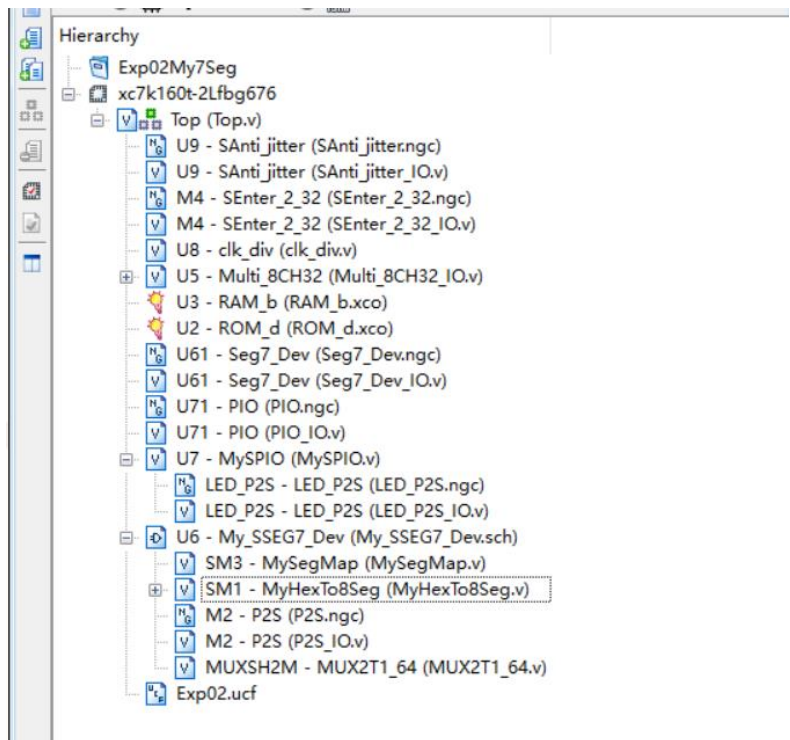 Hierarchy
Exp02My7Seg
xc7k160t-2Lfbg676
Top (Top.v)
U9 - SAnti_jitter (SAnti_jitter.ngc)
U9 - SAnti_jitter (SAnti_jitter_IO.v)
M4 - SEnter_2_32 (SEnter_2_32.ngc)
M4 - SEnter_2_32 (SEnter_2_32_IO.v)
U8 - clk_div (clk_div.v)
U5 - Multi_8CH32 (Multi_8CH32_IO.v)
U3 - RAM_b (RAM_b.xco)
U2 - ROM_d (ROM_d.xco)
U61 - Seg7_Dev (Seg7_Dev.ngc)
U61 - Seg7_Dev (Seg7_Dev_IO.v)
U71 - PIO (PIO.ngc)
U71 - PIO (PIO_IO.v)
U7 - MySPIO (MySPIO.v)
LED_P2S - LED_P2S (LED_P2S.ngc)
LED_P2S - LED_P2S (LED_P2S_IO.v)
U6 - My_SSEG7_Dev (My_SSEG7_Dev.sch)
SM3 - MySegMap (MySegMap.v)
SM1 - MyHexTo8Seg (MyHexTo8Seg.v)
M2 - P2S (P2S.ngc)
M2 - P2S (P2S_IO.v)
MUXSH2M - MUX2T1_64 (MUX2T1_64.v)
Exp02.ucf